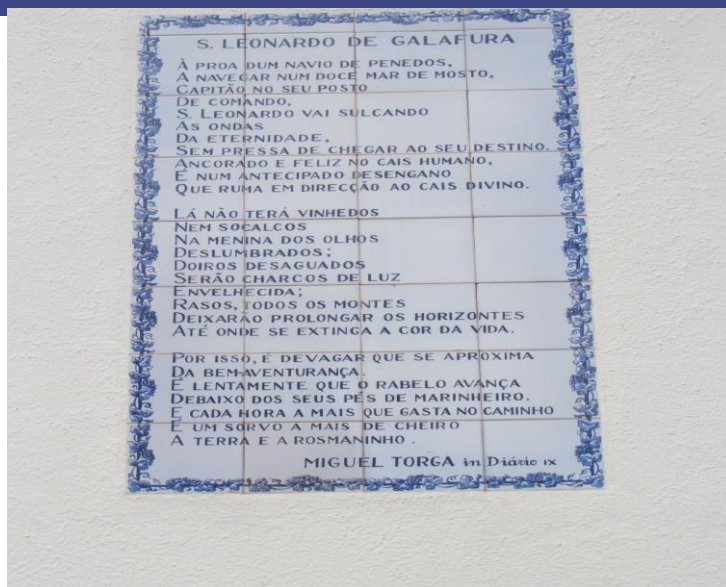 S. LEONARDO DE GALAFURA
À PROA DUM NAVIO DE PENEDOS,
A NAVEGAR NUM DOCE MAR DE MOSTO,
CAPITÃO NO SEU POSTO
DE COMANDO,
S. LEONARDO VAI SULCANDO
AS ONDAS
DA ETERNIDADE,
SEM PRESSA DE CHEGAR AO SEU DESTINO.
ANCORADO E FELIZ NO CAIS HUMANO,
É NUM ANTECIPADO DESENGANO
QUE RUMA EM DIRECÇÃO AO CAIS DIVINO.
LÁ NÃO TERÁ VINHEDOS
NEM SOCALCOS
NA MENINA DOS OLHOS
DESLUMBRADOS;
DOIROS DESAGUADOS
SERÃO CHARCOS DE LUZ
ENVELHECIDA;
RASOS, TODOS OS MONTES
DEIXARÃO PROLONGAR OS HORIZONTES
ATÉ ONDE SE EXTINGA A COR DA VIDA.
POR ISSO, É DEVAGAR QUE SE APROXIMA
DA BEM-AVENTURANÇA.
É LENTAMENTE QUE O RABELO AVANÇA
DEBAIXO DOS SEUS PÉS DE MARINHEIRO.
E CADA HORA A MAIS QUE GASTA NO CAMINHO
É UM SORVO A MAIS DE CHEIRO
A TERRA E A ROSMANINHO.
MIGUEL TORGA in Diário IX